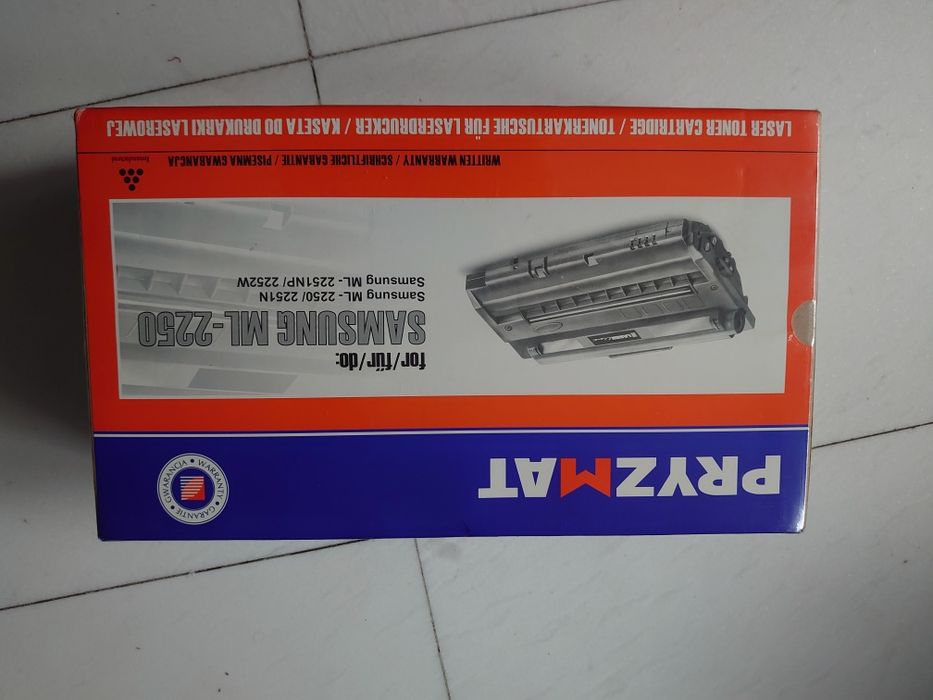 PRYZMAT
WARRANTY • GARANTIE • GWARANCJA •
for/für/do:
SAMSUNG ML-2250
Samsung ML- 2250/ 2251N
Samsung ML- 2251NP/ 2252W
WRITTEN WARRANTY / SCHRIFTLICHE GARANTIE / PISEMNA GWARANCJA
LASER TONER CARTRIDGE / TONERKARTUSCHE FÜR LASERDRUCKER / KASETA DO DRUKARKI LASEROWEJ